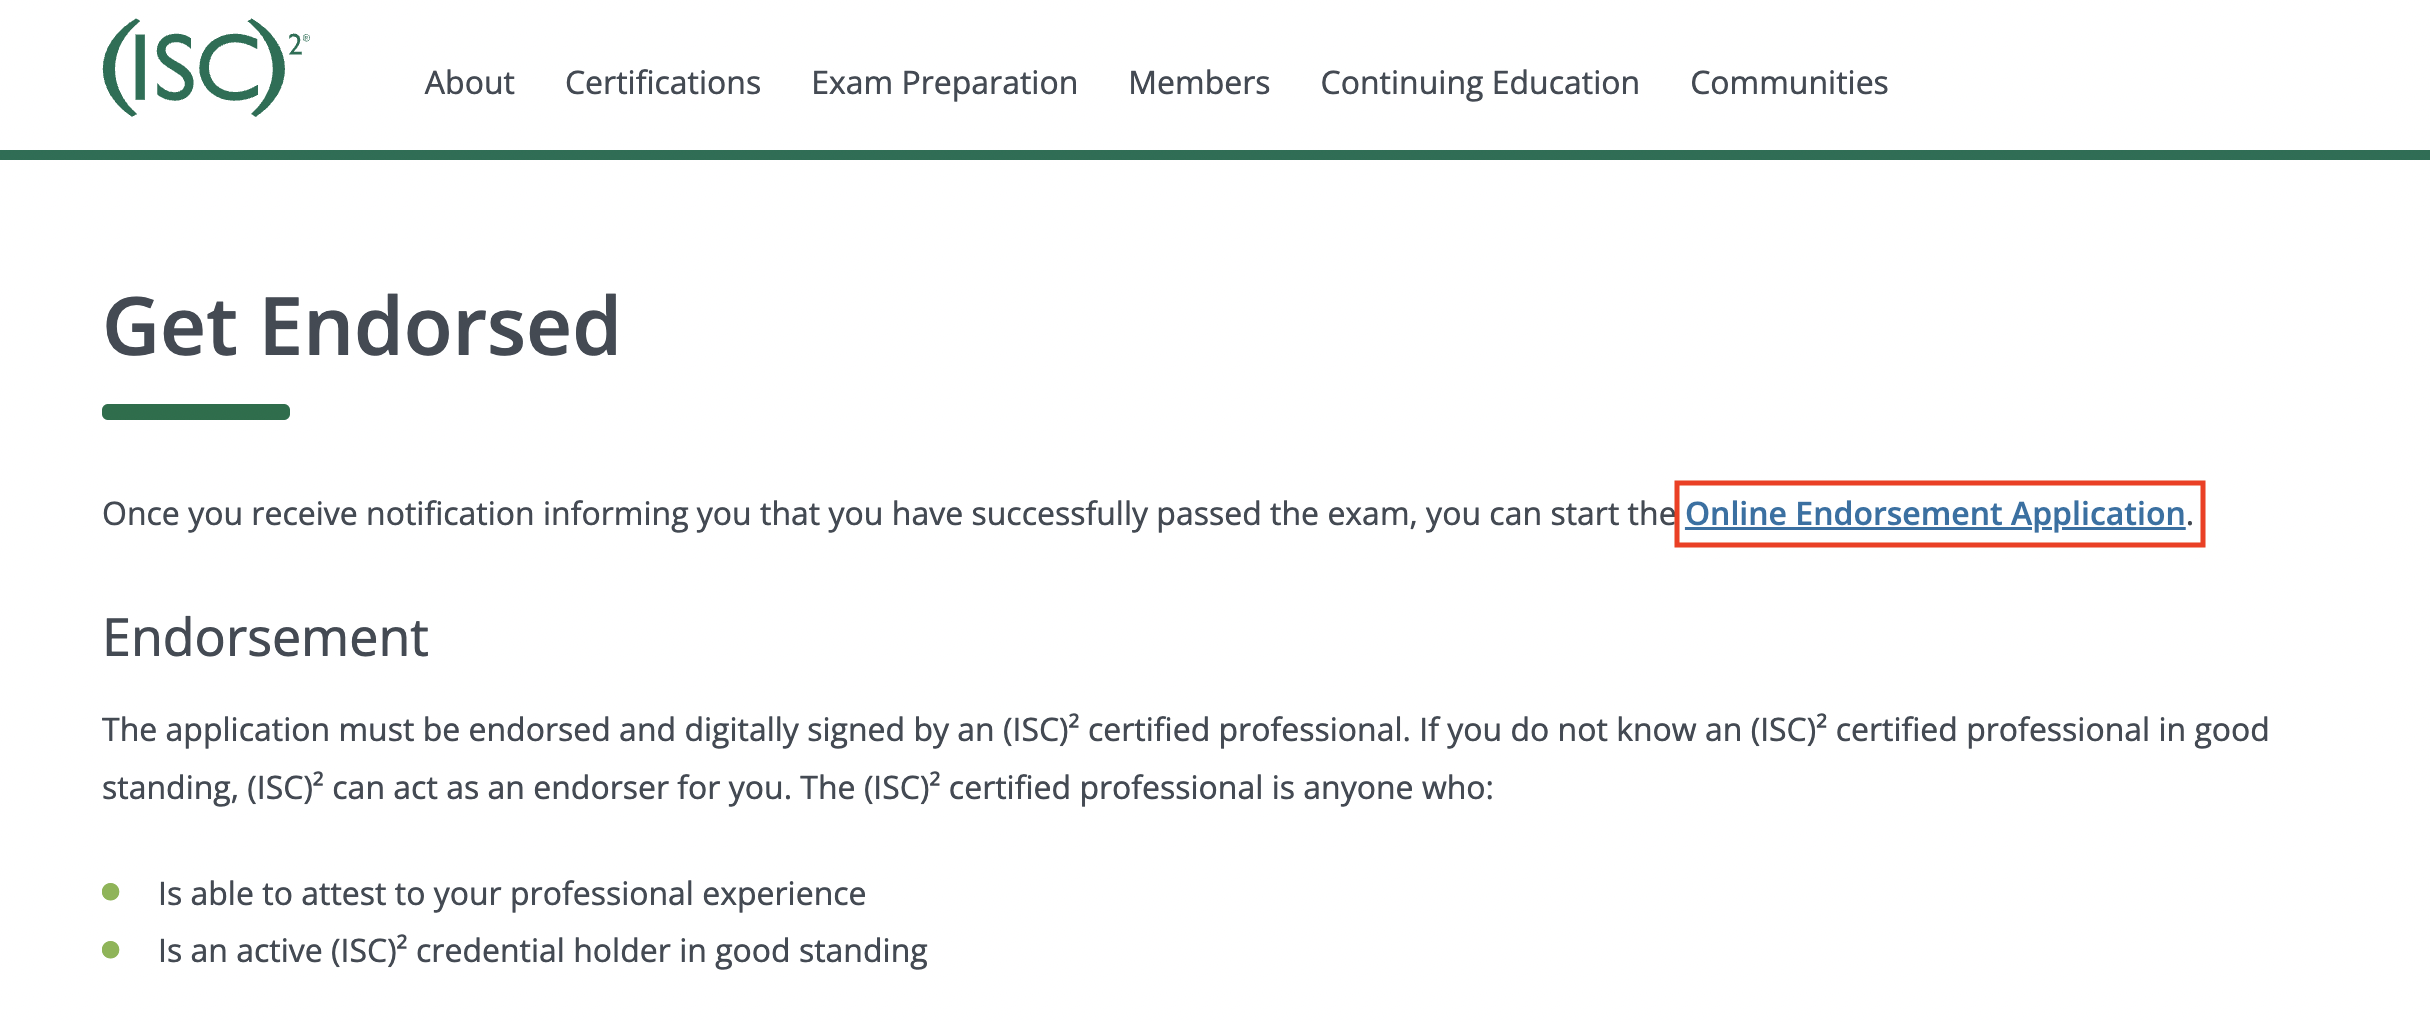 (ISC)²®
About Certifications Exam Preparation Members Continuing Education Communities
Get Endorsed
Once you receive notification informing you that you have successfully passed the exam, you can start the Online Endorsement Application.
Endorsement
The application must be endorsed and digitally signed by an (ISC)² certified professional. If you do not know an (ISC)² certified professional in good
standing, (ISC)² can act as an endorser for you. The (ISC)² certified professional is anyone who:
Is able to attest to your professional experience
Is an active (ISC)² credential holder in good standing